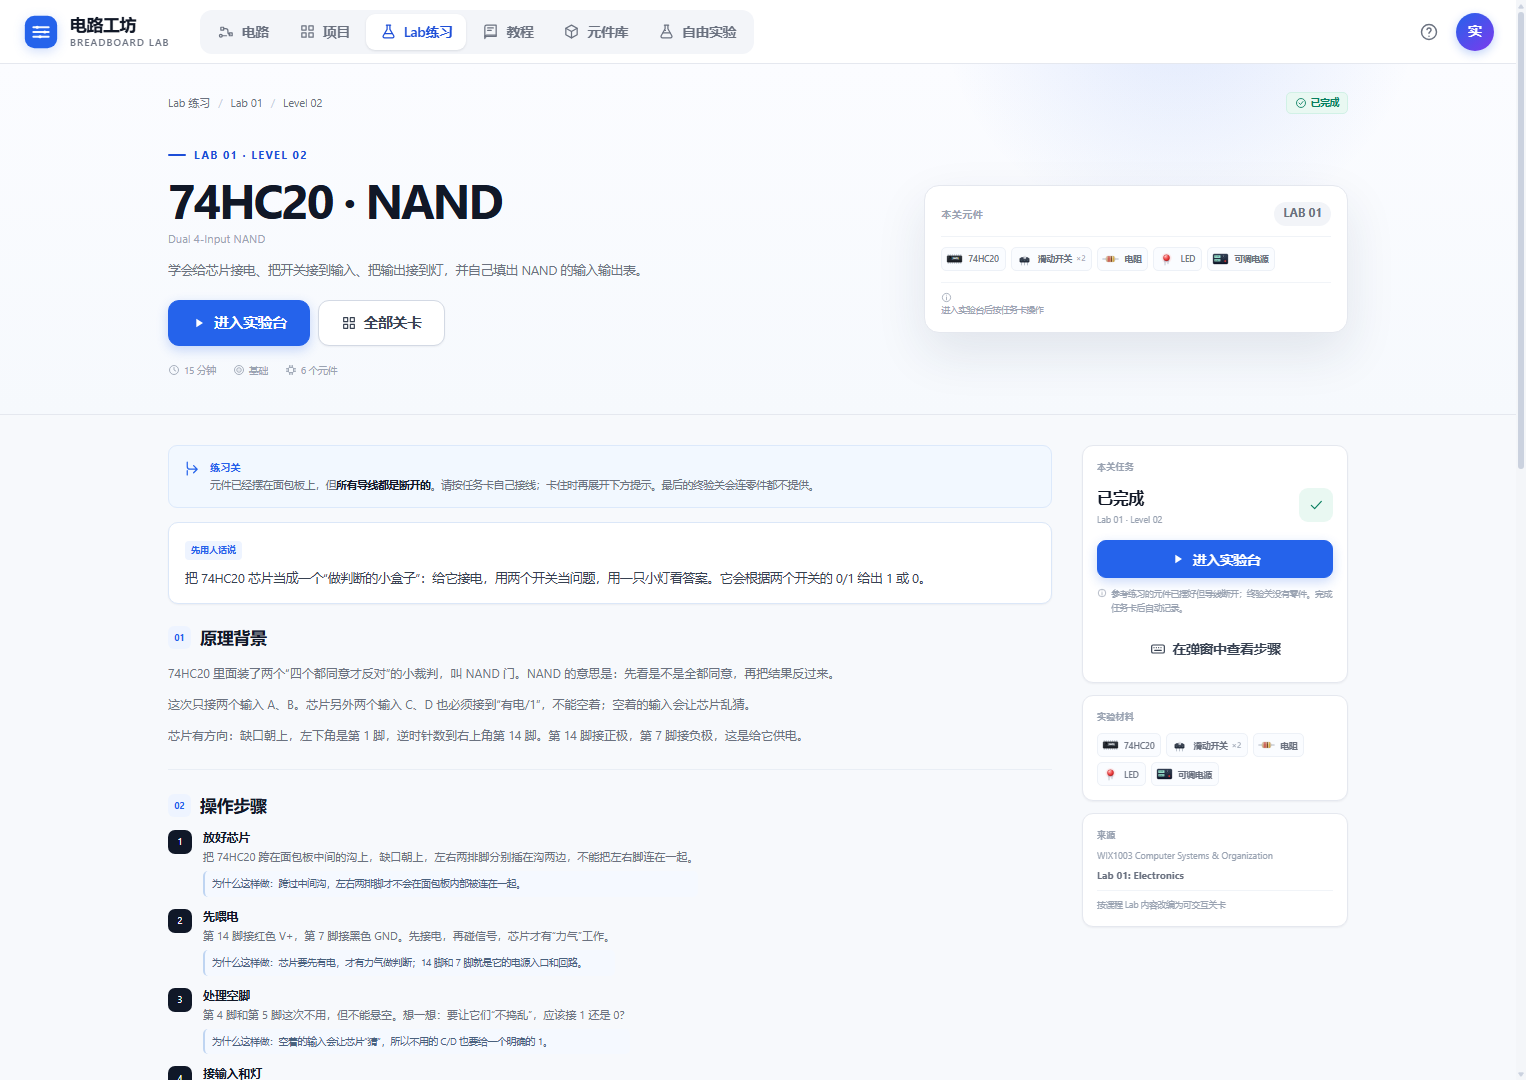 电路工坊
BREADBOARD LAB
电路
项目
Lab练习
教程
元件库
自由实验
实
Lab 练习 / Lab 01 / Level 02
已完成
LAB 01 · LEVEL 02
74HC20 · NAND
Dual 4-Input NAND
学会给芯片接电、把开关接到输入、把输出接到灯，并自己填出 NAND 的输入输出表。
进入实验台
全部关卡
15 分钟
基础
6 个元件
本关元件
LAB 01
74HC20
滑动开关 ×2
电阻
LED
可调电源
进入实验台后按任务卡操作
练习关
元件已经摆在面包板上，但所有导线都是断开的。请按任务卡自己接线；卡住时再展开下方提示。最后的终验关会连零件都不提供。
先用人话说
把 74HC20 芯片当成一个“做判断的小盒子”：给它接电，用两个开关当问题，用一只小灯看答案。它会根据两个开关的 0/1 给出 1 或 0。
01 原理背景
74HC20 里面装了两个“四个都同意才反对”的小裁判，叫 NAND 门。NAND 的意思是：先看是不是全都同意，再把结果反过来。
这次只接两个输入 A、B。芯片另外两个输入 C、D 也必须接到“有电/1”，不能空着；空着的输入会让芯片乱猜。
芯片有方向：缺口朝上，左下角是第 1 脚，逆时针数到右上角第 14 脚。第 14 脚接正极，第 7 脚接负极，这是给它供电。
02 操作步骤
1 放好芯片
把 74HC20 跨在面包板中间的沟上，缺口朝上，左右两排脚分别插在沟两边，不能把左右脚连在一起。
为什么这样做：跨过中间沟，左右两排脚才不会在面包板内部被连在一起。
2 先喂电
第 14 脚接红色 V+，第 7 脚接黑色 GND。先接电，再碰信号，芯片才有“力气”工作。
为什么这样做：芯片要先有电，才有力气做判断；14 脚和 7 脚就是它的电源入口和回路。
3 处理空脚
第 4 脚和第 5 脚这次不用，但不能悬空。想一想：要让它们“不捣乱”，应该接 1 还是 0？
为什么这样做：空着的输入会让芯片“猜”，所以不用的 C/D 也要给一个明确的 1。
4 接输入和灯
本关任务
已完成
Lab 01 · Level 02
进入实验台
参考练习的元件已摆好但导线断开；终验关没有零件。完成
任务卡后自动记录。
在弹窗中查看步骤
实验材料
74HC20
滑动开关 ×2
电阻
LED
可调电源
来源
WIX1003 Computer Systems & Organization
Lab 01: Electronics
按课程 Lab 内容改编为可交互关卡